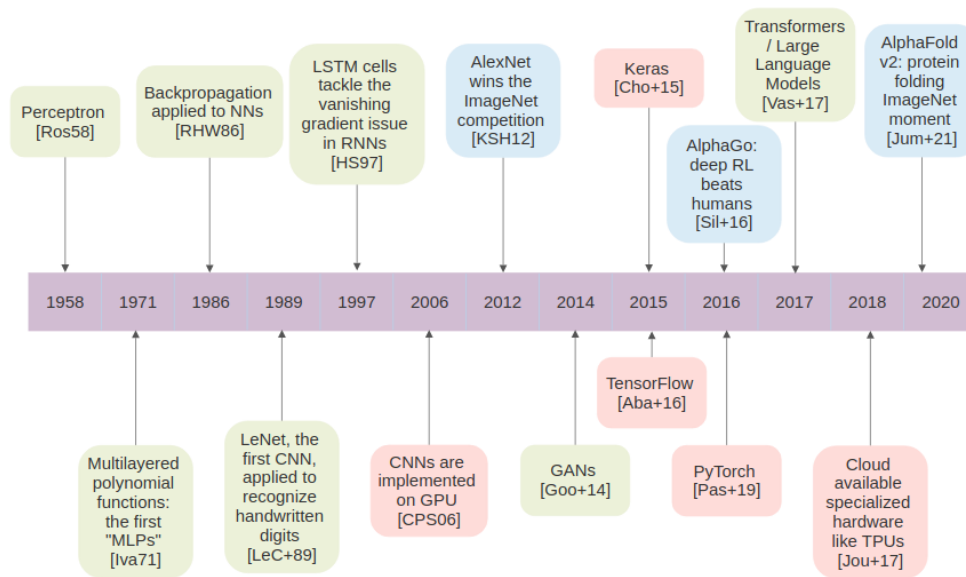 Perceptron
[Ros58]
Backpropagation
applied to NNs
[RHW86]
LSTM cells
tackle the
vanishing
gradient issue
in RNNs
[HS97]
AlexNet
wins the
ImageNet
competition
[KSH12]
Keras
[Cho+15]
AlphaGo:
deep RL
beats
humans
[Sil+16]
Transformers
/ Large
Language
Models
[Vas+17]
AlphaFold
v2: protein
folding
ImageNet
moment
[Jum+21]
1958 1971 1986 1989 1997 2006 2012 2014 2015 2016 2017 2018 2020
Multilayered
polynomial
functions:
the first
"MLPs"
[Iva71]
LeNet, the
first CNN,
applied to
recognize
handwritten
digits
[LeC+89]
CNNs are
implemented
on GPU
[CPS06]
GANs
[Goo+14]
TensorFlow
[Aba+16]
PyTorch
[Pas+19]
Cloud
available
specialized
hardware
like TPUs
[Jou+17]